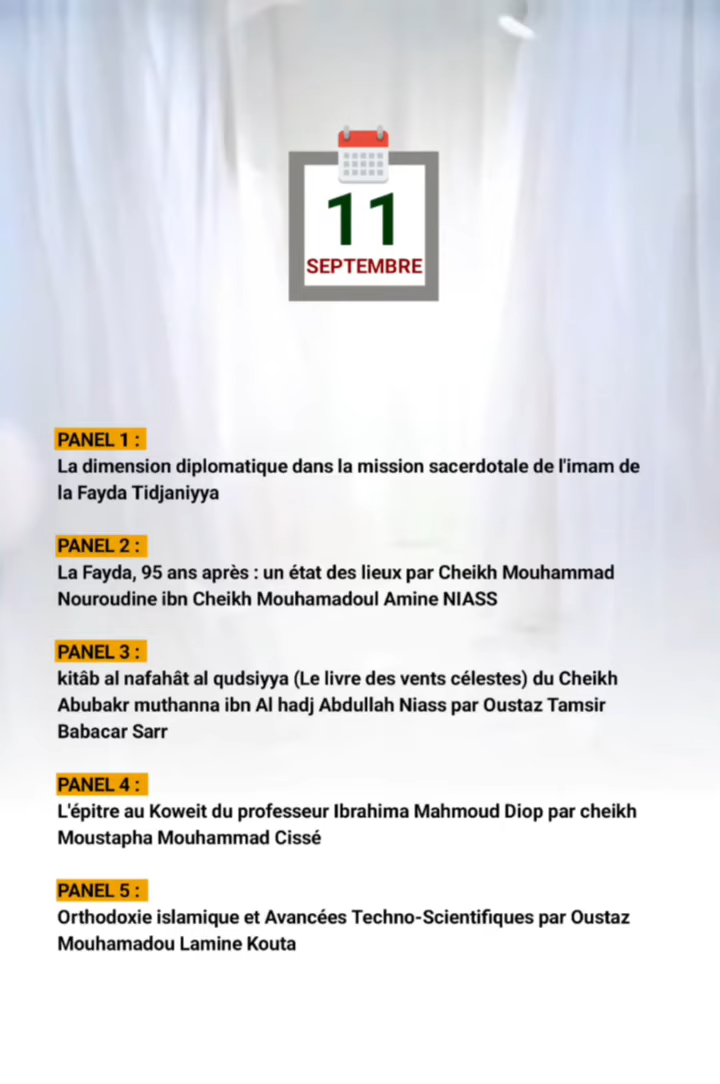 11
SEPTEMBRE
PANEL 1 :
La dimension diplomatique dans la mission sacerdotale de l'imam de
la Fayda Tidjaniyya
PANEL 2 :
La Fayda, 95 ans après : un état des lieux par Cheikh Mouhammad
Nouroudine ibn Cheikh Mouhamadoul Amine NIASS
PANEL 3 :
kitâb al nafahât al qudsiyya (Le livre des vents célestes) du Cheikh
Abubakr muthanna ibn Al hadj Abdullah Niass par Oustaz Tamsir
Babacar Sarr
PANEL 4 :
L'épitre au Koweit du professeur Ibrahima Mahmoud Diop par cheikh
Moustapha Mouhammad Cissé
PANEL 5 :
Orthodoxie islamique et Avancées Techno-Scientifiques par Oustaz
Mouhamadou Lamine Kouta